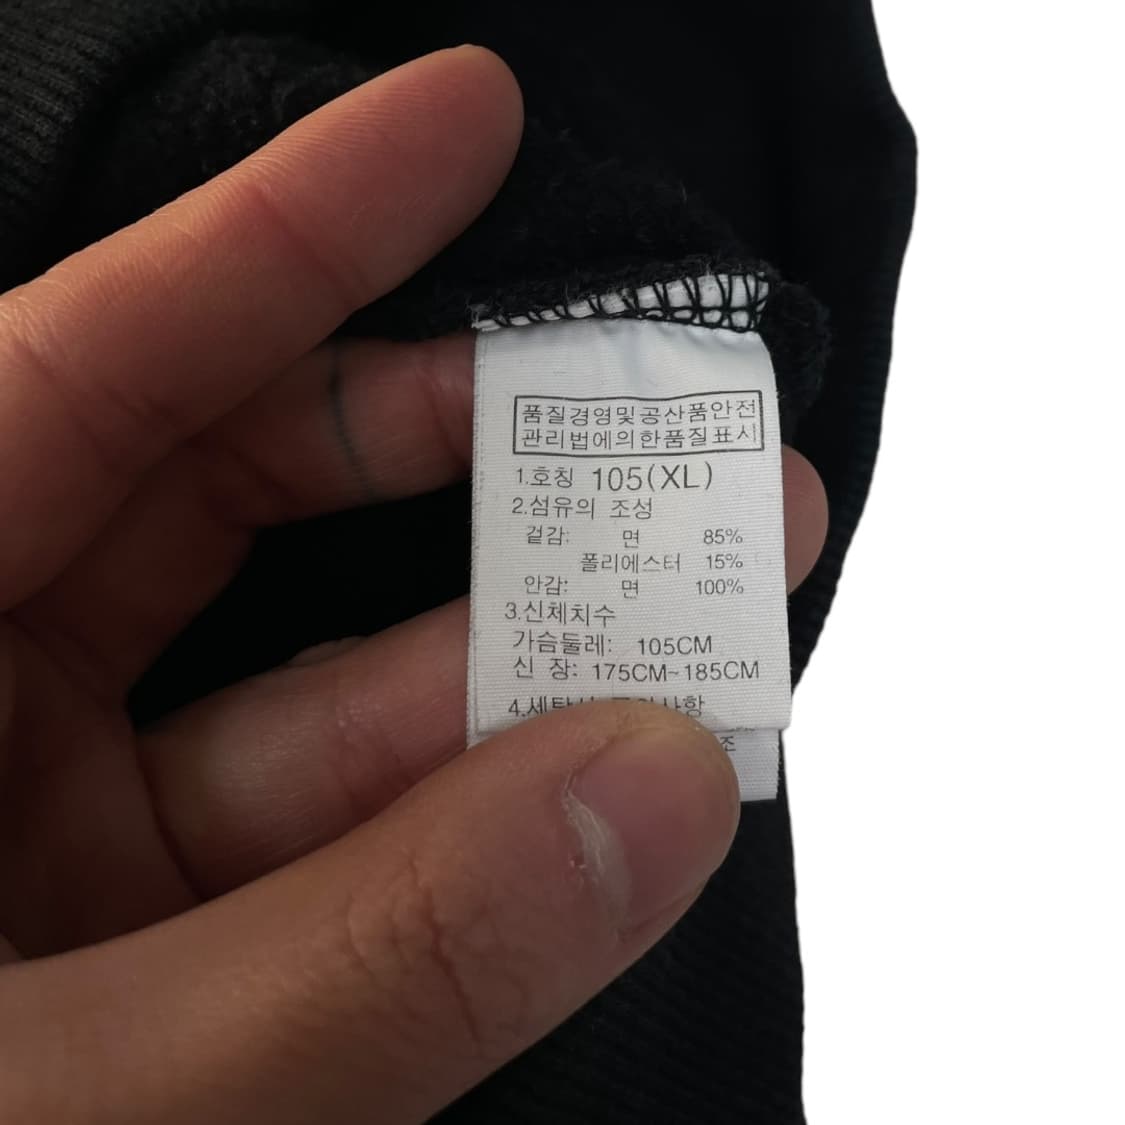 품질경영및공산품안전
관리법에의한품질표시
1.호칭 105(XL)
2.섬유의 조성
겉감: 면 85%
폴리에스터 15%
안감: 면 100%
3.신체치수
가슴둘레: 105CM
신 장: 175CM~185CM
4.
조